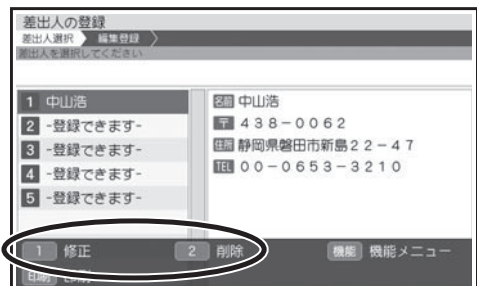 差出人の登録
差出人選択 編集登録
差出人を選択してください
1 中山浩
2 -登録できます-
3 -登録できます-
4 -登録できます-
5 -登録できます-
名前 中山浩
〒 438-0062
住所 静岡県磐田市新島22-47
TEL 00-0653-3210
1 修正 2 削除 機能 機能メニュー
印刷 印刷